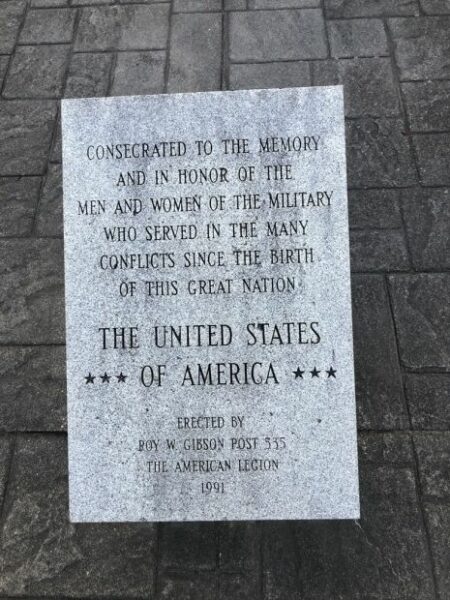 CONSECRATED TO THE MEMORY
AND IN HONOR OF THE
MEN AND WOMEN OF THE MILITARY
WHO SERVED IN THE MANY
CONFLICTS SINCE THE BIRTH
OF THIS GREAT NATION
THE UNITED STATES
★★★ OF AMERICA ★★★
ERECTED BY
ROY W. GIBSON POST 335
THE AMERICAN LEGION
1991